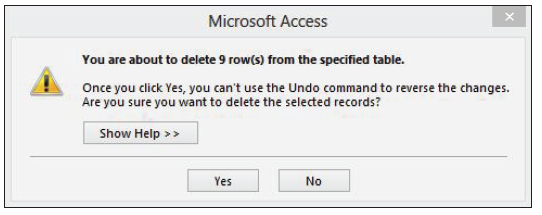 Microsoft Access
You are about to delete 9 row(s) from the specified table.
Once you click Yes, you can't use the Undo command to reverse the changes.
Are you sure you want to delete the selected records?
Show Help >>
Yes
No